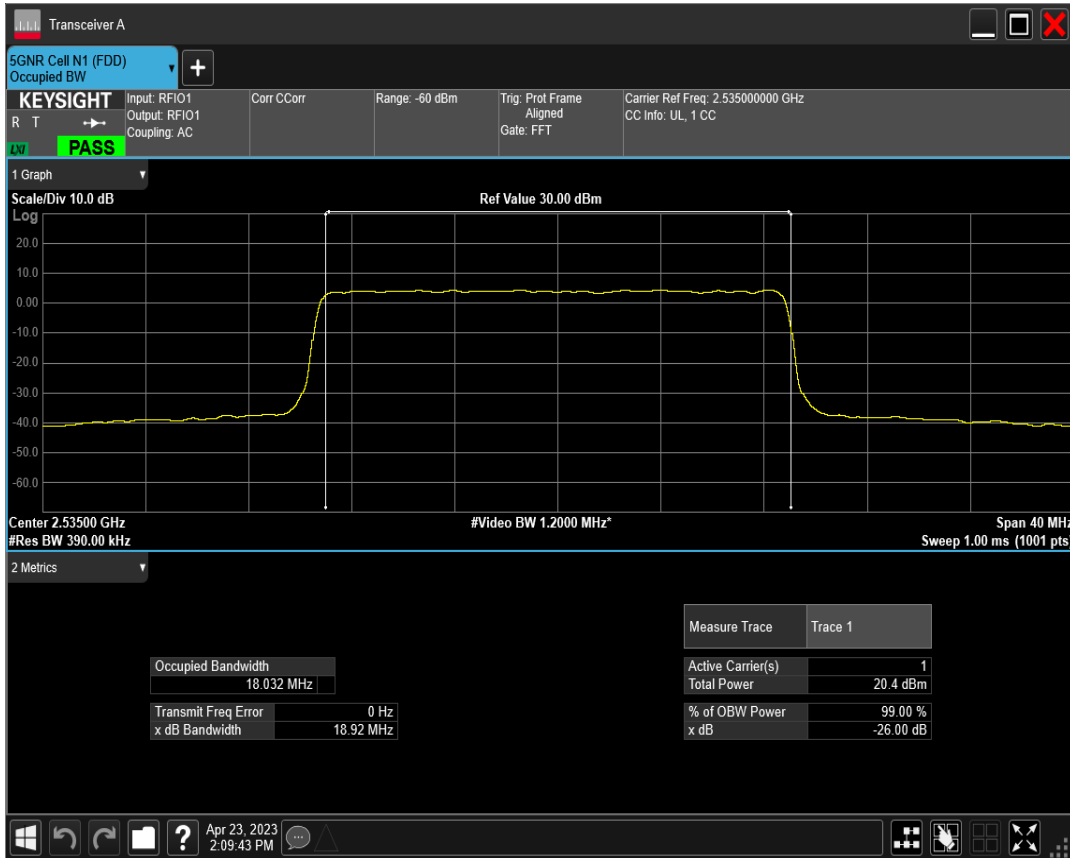 Transceiver A
5GNR Cell N1 (FDD)
Occupied BW
KEYSIGHT
R T
LXI
PASS
Input: RFIO1
Output: RFIO1
Coupling: AC
Corr CCorr
Range: -60 dBm
Trig: Prot Frame
Aligned
Gate: FFT
Carrier Ref Freq: 2.535000000 GHz
CC Info: UL, 1 CC
1 Graph
Scale/Div 10.0 dB
Ref Value 30.00 dBm
Log
20.0
10.0
0.00
-10.0
-20.0
-30.0
-40.0
-50.0
-60.0
Center 2.53500 GHz
#Video BW 1.2000 MHz*
Span 40 MHz
#Res BW 390.00 kHz
Sweep 1.00 ms (1001 pts)
2 Metrics
Measure Trace Trace 1
Occupied Bandwidth
18.032 MHz
Active Carrier(s) 1
Total Power 20.4 dBm
Transmit Freq Error 0 Hz
x dB Bandwidth 18.92 MHz
% of OBW Power 99.00 %
x dB -26.00 dB
Apr 23, 2023
2:09:43 PM